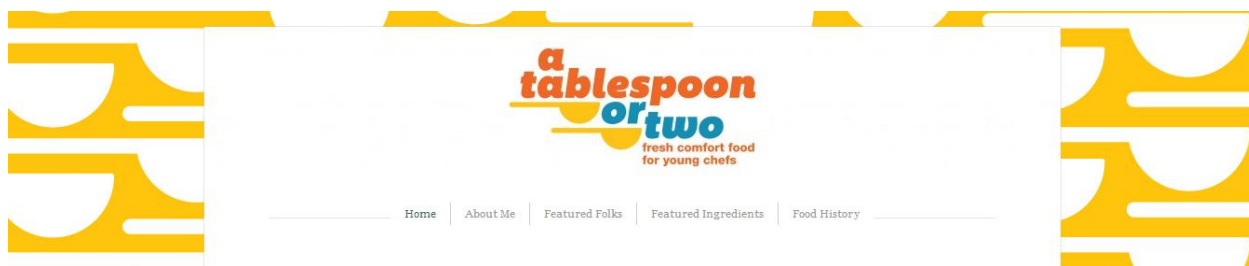 a
tablespoon
or two
fresh comfort food
for young chefs
Home About Me Featured Folks Featured Ingredients Food History